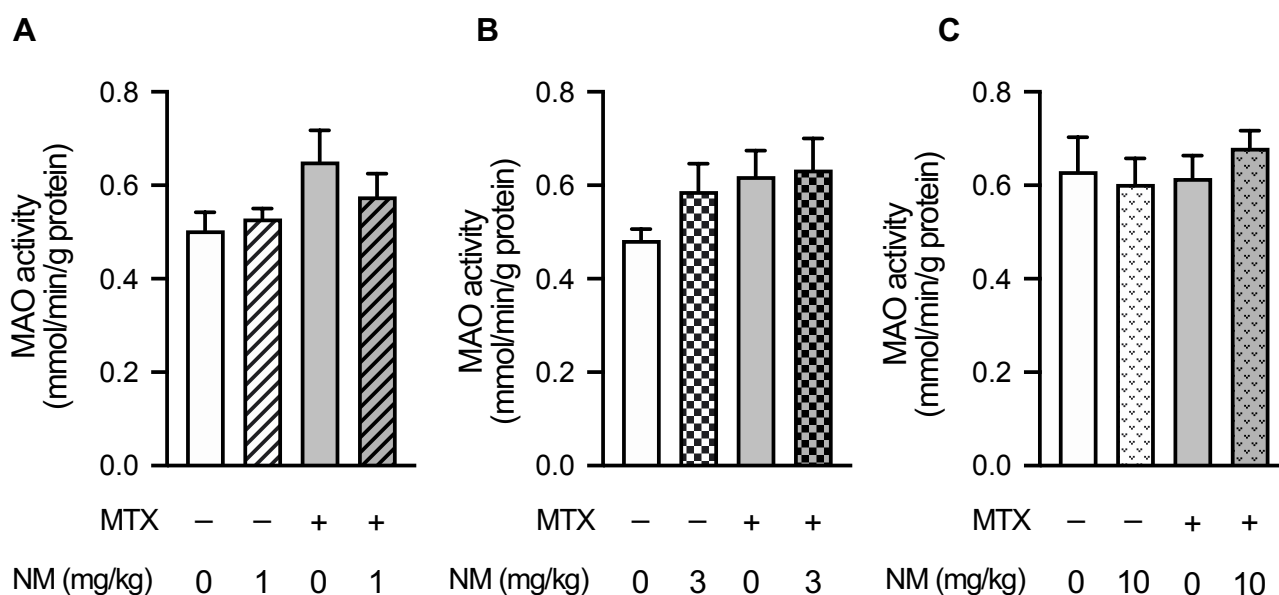 A
B
C
MAO activity
(mmol/min/g protein)
0.8
0.6
0.4
0.2
0.0
MTX – – + +
NM (mg/kg) 0 1 0 1
MAO activity
(mmol/min/g protein)
0.8
0.6
0.4
0.2
0.0
MTX – – + +
NM (mg/kg) 0 3 0 3
MAO activity
(mmol/min/g protein)
0.8
0.6
0.4
0.2
0.0
MTX – – + +
NM (mg/kg) 0 10 0 10